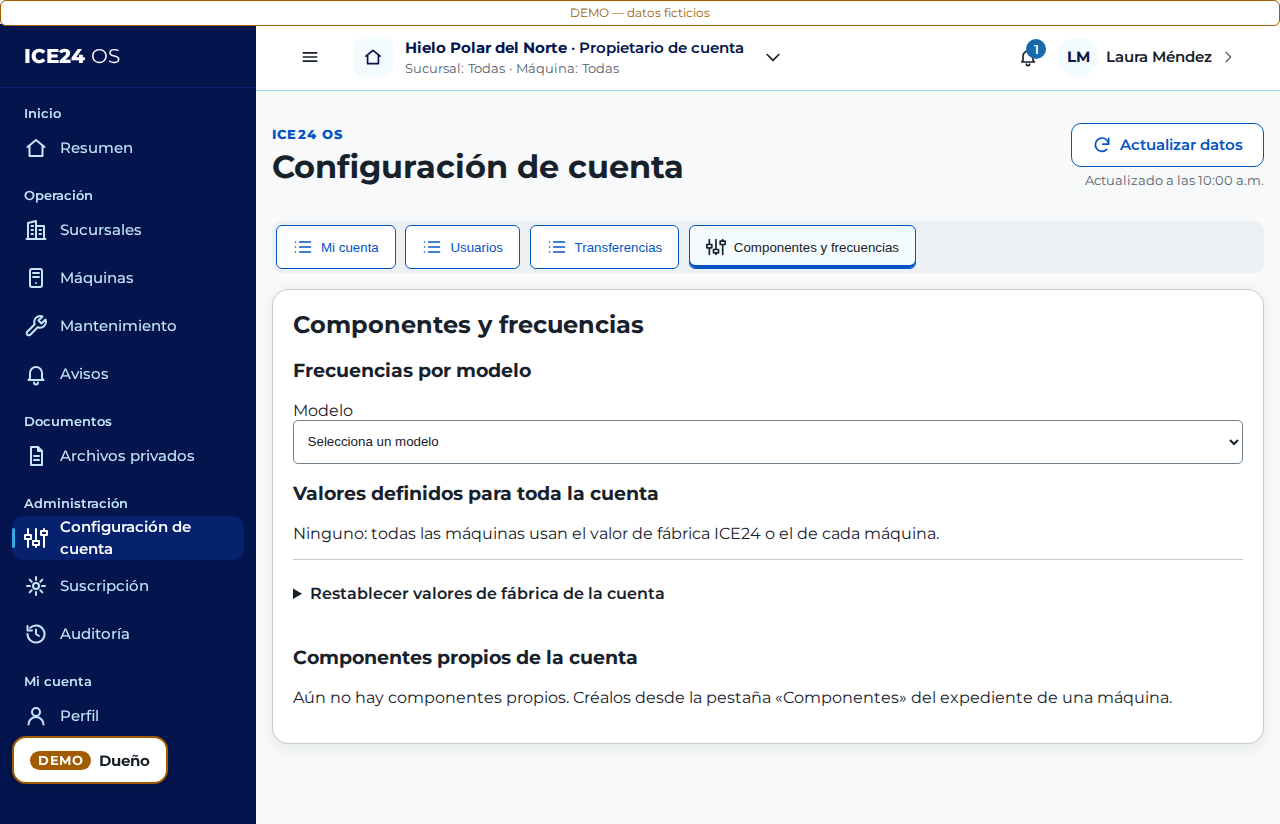 DEMO — datos ficticios
ICE24 OS
Inicio
Resumen
Operación
Sucursales
Máquinas
Mantenimiento
Avisos
Documentos
Archivos privados
Administración
Configuración de
cuenta
Suscripción
Auditoría
Mi cuenta
Perfil
DEMO Dueño
Hielo Polar del Norte · Propietario de cuenta
Sucursal: Todas · Máquina: Todas
1
LM Laura Méndez
ICE24 OS
Configuración de cuenta
Actualizar datos
Actualizado a las 10:00 a.m.
Mi cuenta
Usuarios
Transferencias
Componentes y frecuencias
Componentes y frecuencias
Frecuencias por modelo
Modelo
Selecciona un modelo
Valores definidos para toda la cuenta
Ninguno: todas las máquinas usan el valor de fábrica ICE24 o el de cada máquina.
Restablecer valores de fábrica de la cuenta
Componentes propios de la cuenta
Aún no hay componentes propios. Créalos desde la pestaña «Componentes» del expediente de una máquina.